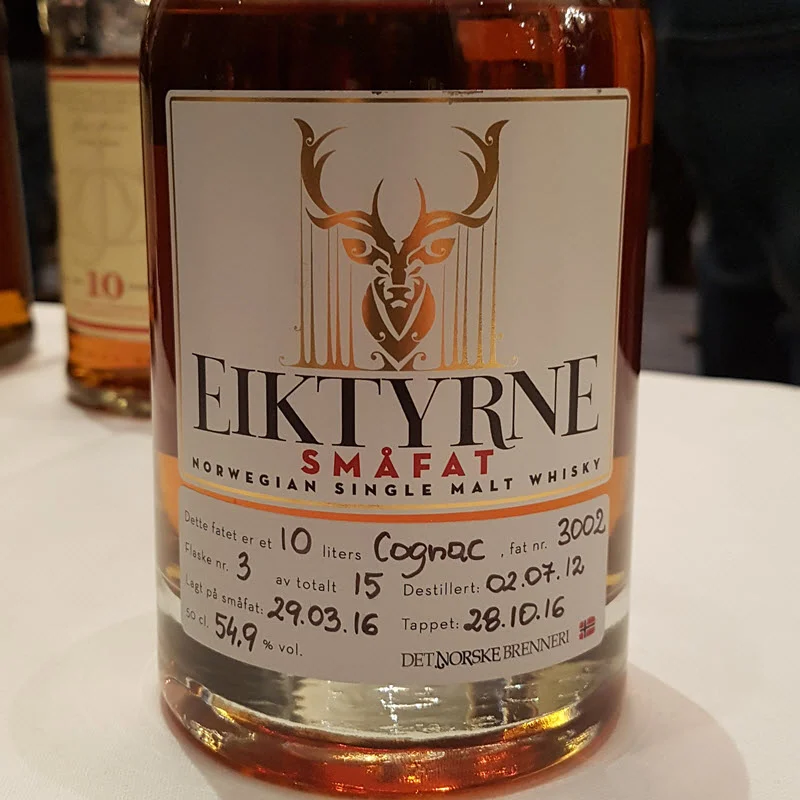 EIKTYRNE
SMÅFAT
NORWEGIAN SINGLE MALT WHISKY
Dette fatet er et 10 liters Cognac, fat nr. 3002
Flaske nr. 3 av totalt 15 Destillert: 02.07.12
Lagt på småfat: 29.03.16 Tappet: 28.10.16
50 cl. 54,9 % vol.
DET NORSKE BRENNERI
10